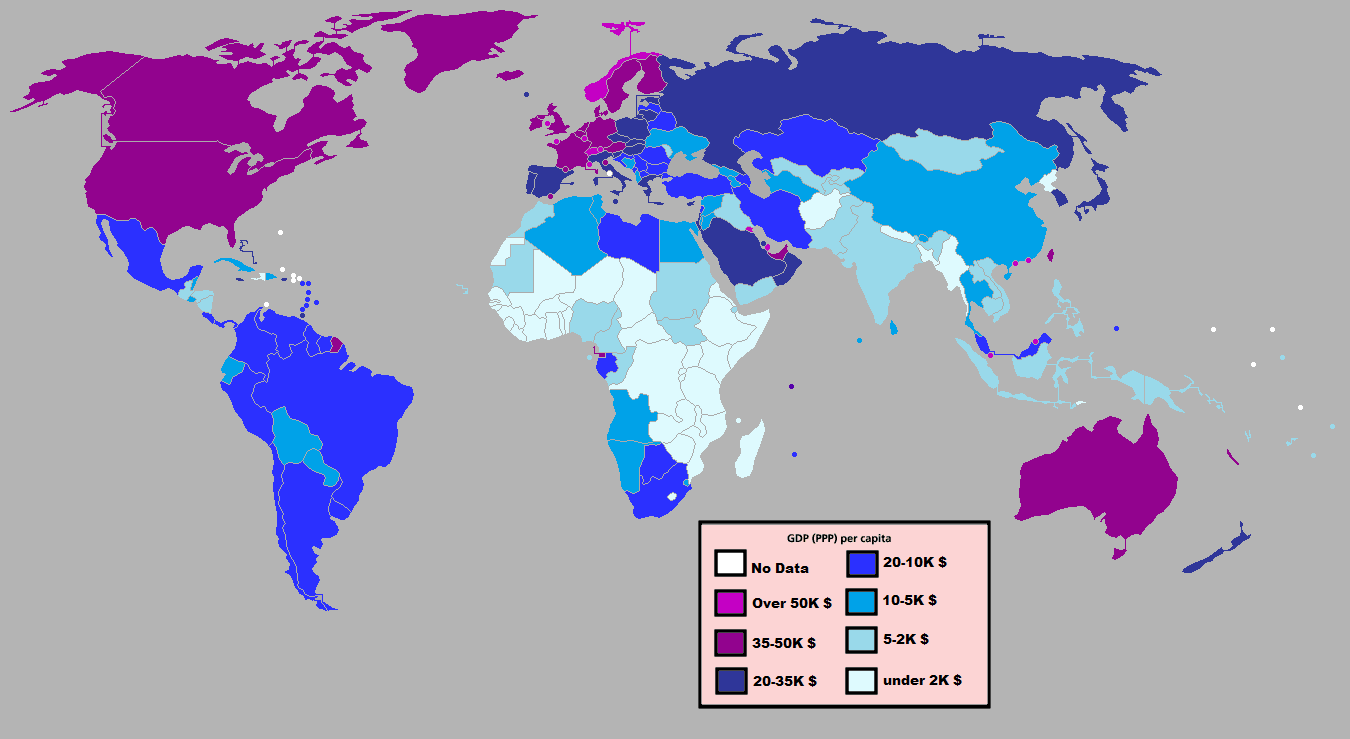 GDP (PPP) per capita
No Data
Over 50K $
35-50K $
20-35K $
20-10K $
10-5K $
5-2K $
under 2K $